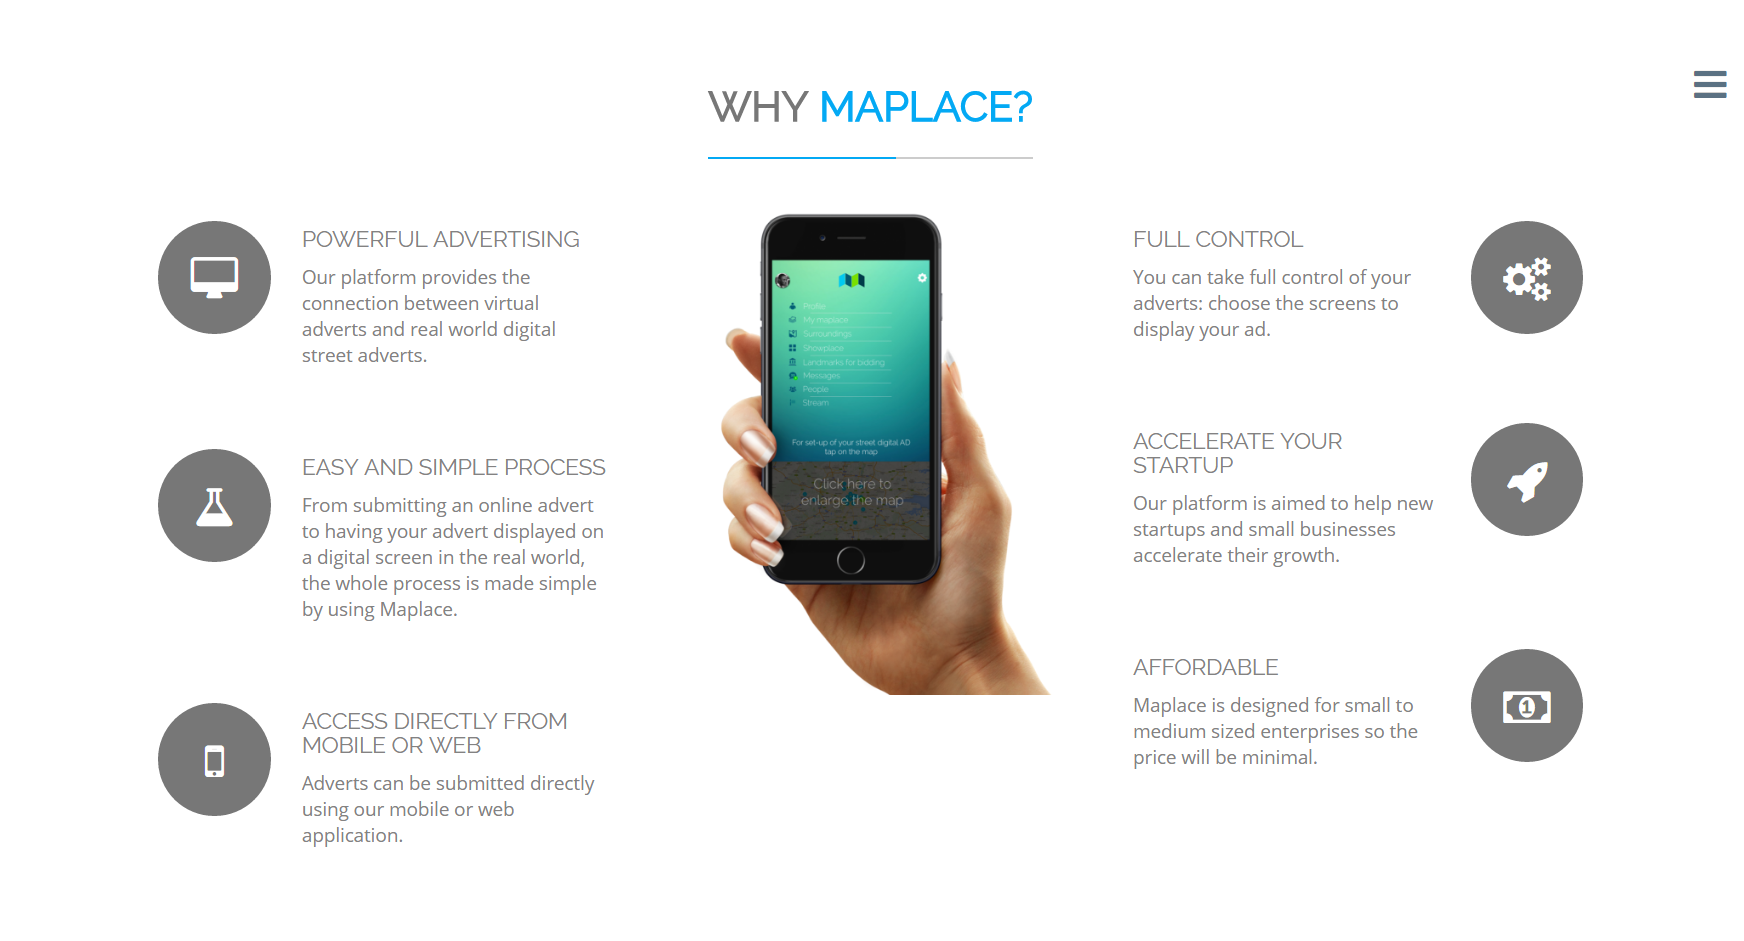 WHY MAPLACE?
POWERFUL ADVERTISING
Our platform provides the
connection between virtual
adverts and real world digital
street adverts.
EASY AND SIMPLE PROCESS
From submitting an online advert
to having your advert displayed on
a digital screen in the real world,
the whole process is made simple
by using Maplace.
ACCESS DIRECTLY FROM
MOBILE OR WEB
Adverts can be submitted directly
using our mobile or web
application.
Profile
My maplace
Surroundings
Showplace
Landmarks for bidding
Messages
People
Stream
For set-up of your street digital AD
tap on the map
Click here to
enlarge the map
FULL CONTROL
You can take full control of your
adverts: choose the screens to
display your ad.
ACCELERATE YOUR
STARTUP
Our platform is aimed to help new
startups and small businesses
accelerate their growth.
AFFORDABLE
1
Maplace is designed for small to
medium sized enterprises so the
price will be minimal.